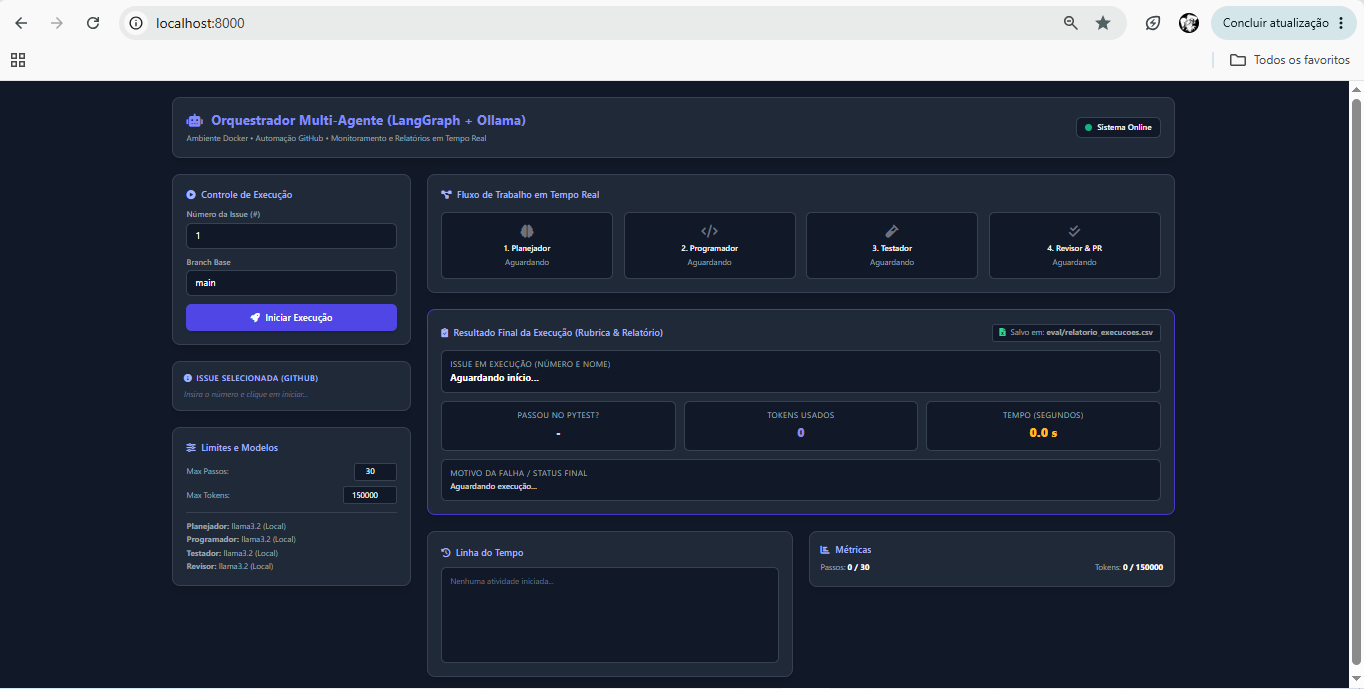 localhost:8000
Concluir atualização
Todos os favoritos
Orquestrador Multi-Agente (LangGraph + Ollama)
Ambiente Docker • Automação GitHub • Monitoramento e Relatórios em Tempo Real
Sistema Online
Controle de Execução
Número da Issue (#)
1
Branch Base
main
Iniciar Execução
ISSUE SELECIONADA (GITHUB)
Insira o número e clique em iniciar...
Limites e Modelos
Max Passos:
30
Max Tokens:
150000
Planejador: llama3.2 (Local)
Programador: llama3.2 (Local)
Testador: llama3.2 (Local)
Revisor: llama3.2 (Local)
Fluxo de Trabalho em Tempo Real
1. Planejador
Aguardando
2. Programador
Aguardando
3. Testador
Aguardando
4. Revisor & PR
Aguardando
Resultado Final da Execução (Rubrica & Relatório)
Salvo em: eval/relatorio_execucoes.csv
ISSUE EM EXECUÇÃO (NÚMERO E NOME)
Aguardando início...
PASSOU NO PYTEST?
-
TOKENS USADOS
0
TEMPO (SEGUNDOS)
0.0 s
MOTIVO DA FALHA / STATUS FINAL
Aguardando execução...
Linha do Tempo
Nenhuma atividade iniciada...
Métricas
Passos: 0 / 30
Tokens: 0 / 150000